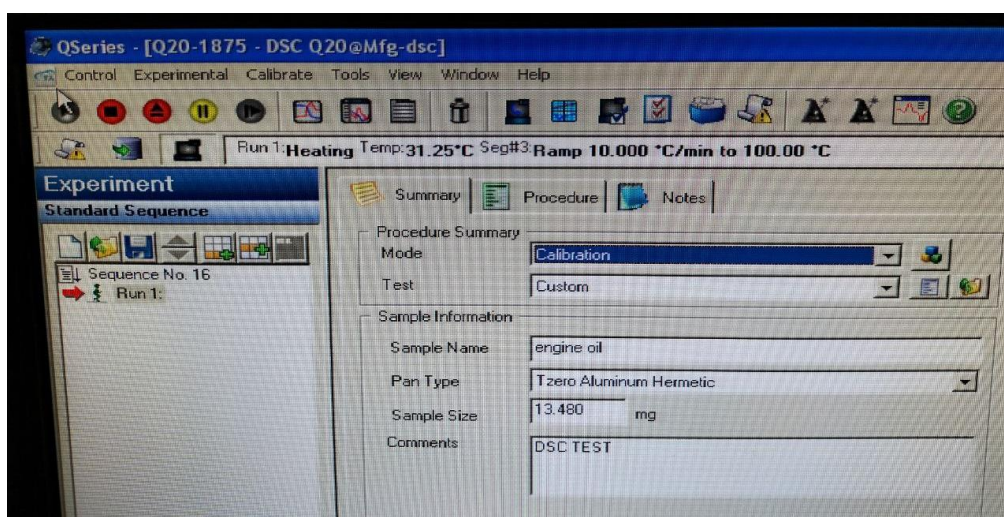 QSeries - [Q20-1875 - DSC Q20@Mfg-dsc]
Control Experimental Calibrate Tools View Window Help
Run 1:Heating Temp:31.25°C Seg#3:Ramp 10.000 °C/min to 100.00 °C
Experiment
Standard Sequence
Sequence No. 16
Run 1:
Summary Procedure Notes
Procedure Summary
Mode Calibration
Test Custom
Sample Information
Sample Name engine oil
Pan Type Tzero Aluminum Hermetic
Sample Size 13.480 mg
Comments DSC TEST